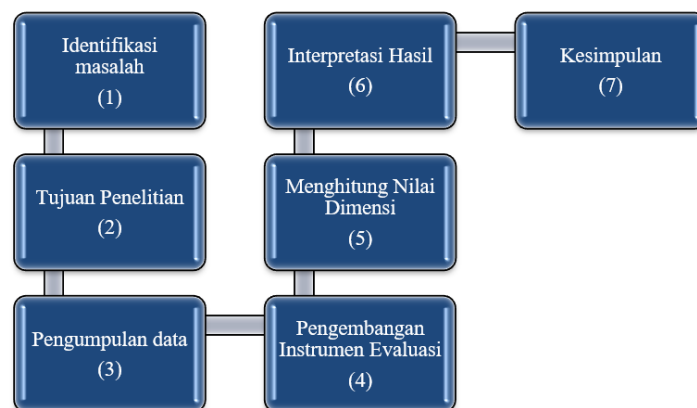 Identifikasi
masalah
(1)
Tujuan Penelitian
(2)
Pengumpulan data
(3)
Pengembangan
Instrumen Evaluasi
(4)
Menghitung Nilai
Dimensi
(5)
Interpretasi Hasil
(6)
Kesimpulan
(7)